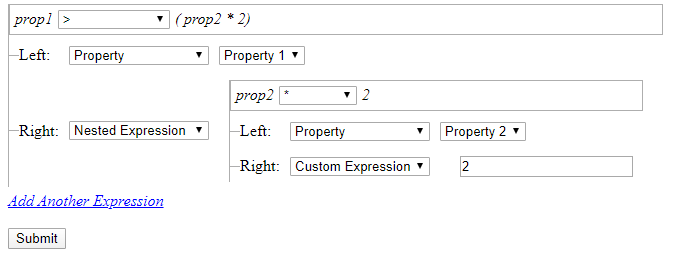 prop1 > ( prop2 * 2)
Left: Property Property 1
prop2 * 2
Right: Nested Expression Left: Property Property 2
Right: Custom Expression 2
Add Another Expression
Submit